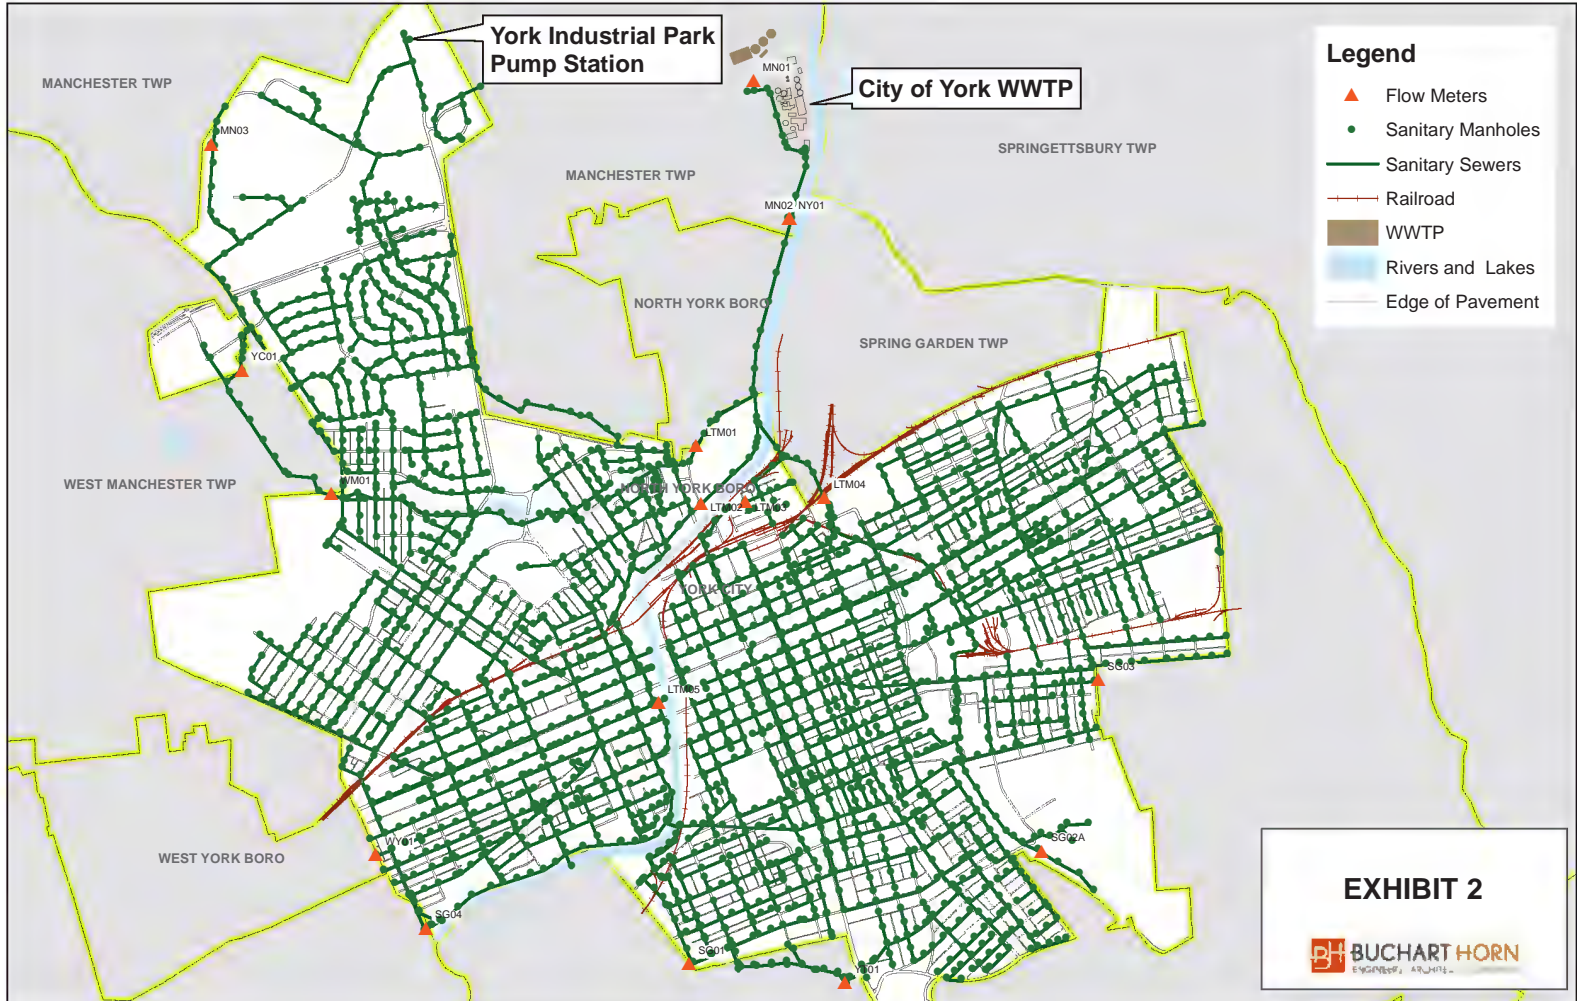 York Industrial Park
Pump Station
City of York WWTP
Legend
Flow Meters
Sanitary Manholes
Sanitary Sewers
Railroad
WWTP
Rivers and Lakes
Edge of Pavement
MANCHESTER TWP
MN01
MN03
SPRINGETTSBURY TWP
MANCHESTER TWP
MN02 NY01
NORTH YORK BORO
SPRING GARDEN TWP
YC01
LTM01
WEST MANCHESTER TWP
WM01
NORTH YORK BORO
LTM04
LTM02
LTM03
YORK CITY
SG03
LTM05
WY01
SG02A
WEST YORK BORO
SG04
SG01
EXHIBIT 2
BUCHART HORN